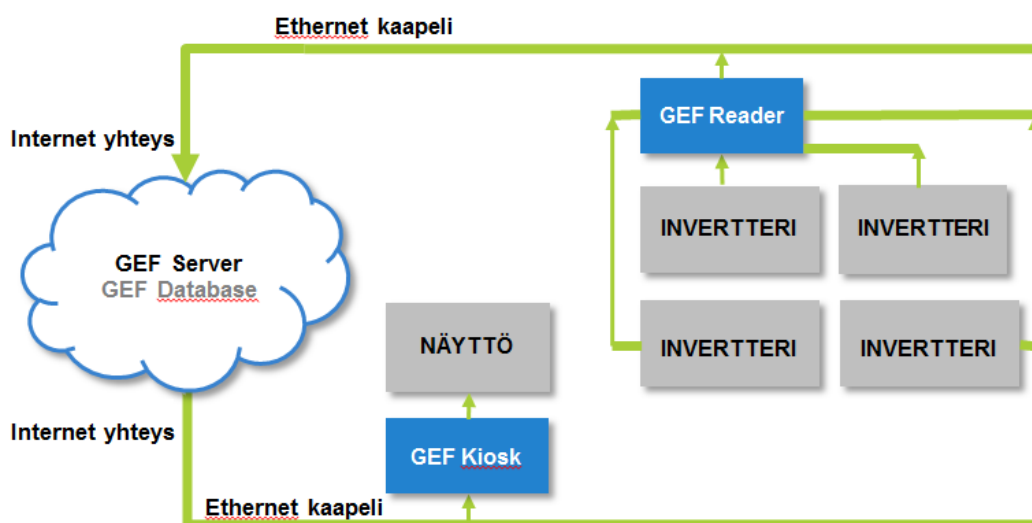 Ethernet kaapeli
Internet yhteys
GEF Reader
INVERTTERI
INVERTTERI
GEF Server
GEF Database
NÄYTTÖ
INVERTTERI
INVERTTERI
Internet yhteys
GEF Kiosk
Ethernet kaapeli